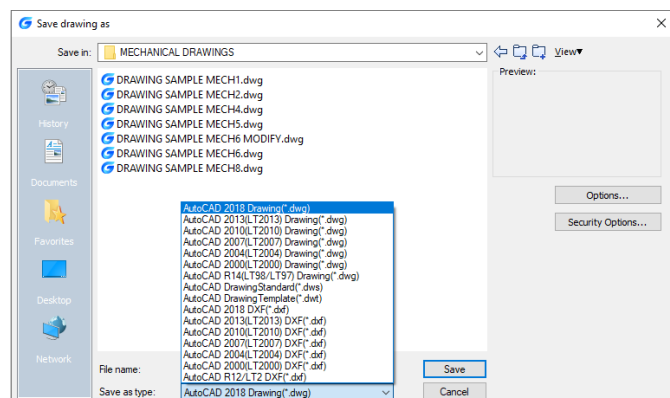 Save drawing as
Save in: MECHANICAL DRAWINGS View
Preview:
DRAWING SAMPLE MECH1.dwg
DRAWING SAMPLE MECH2.dwg
DRAWING SAMPLE MECH4.dwg
DRAWING SAMPLE MECH5.dwg
DRAWING SAMPLE MECH6 MODIFY.dwg
DRAWING SAMPLE MECH6.dwg
DRAWING SAMPLE MECH8.dwg
History
Documents
Favorites
Desktop
Network
Options...
Security Options...
AutoCAD 2018 Drawing(*.dwg)
AutoCAD 2013(LT2013) Drawing(*.dwg)
AutoCAD 2010(LT2010) Drawing(*.dwg)
AutoCAD 2007(LT2007) Drawing(*.dwg)
AutoCAD 2004(LT2004) Drawing(*.dwg)
AutoCAD 2000(LT2000) Drawing(*.dwg)
AutoCAD R14(LT98/LT97) Drawing(*.dwg)
AutoCAD DrawingStandard(*.dws)
AutoCAD DrawingTemplate(*.dwt)
AutoCAD 2018 DXF(*.dxf)
AutoCAD 2013(LT2013) DXF(*.dxf)
AutoCAD 2010(LT2010) DXF(*.dxf)
AutoCAD 2007(LT2007) DXF(*.dxf)
AutoCAD 2004(LT2004) DXF(*.dxf)
AutoCAD 2000(LT2000) DXF(*.dxf)
AutoCAD R12/LT2 DXF(*.dxf)
File name: Save
Save as type: AutoCAD 2018 Drawing(*.dwg) Cancel